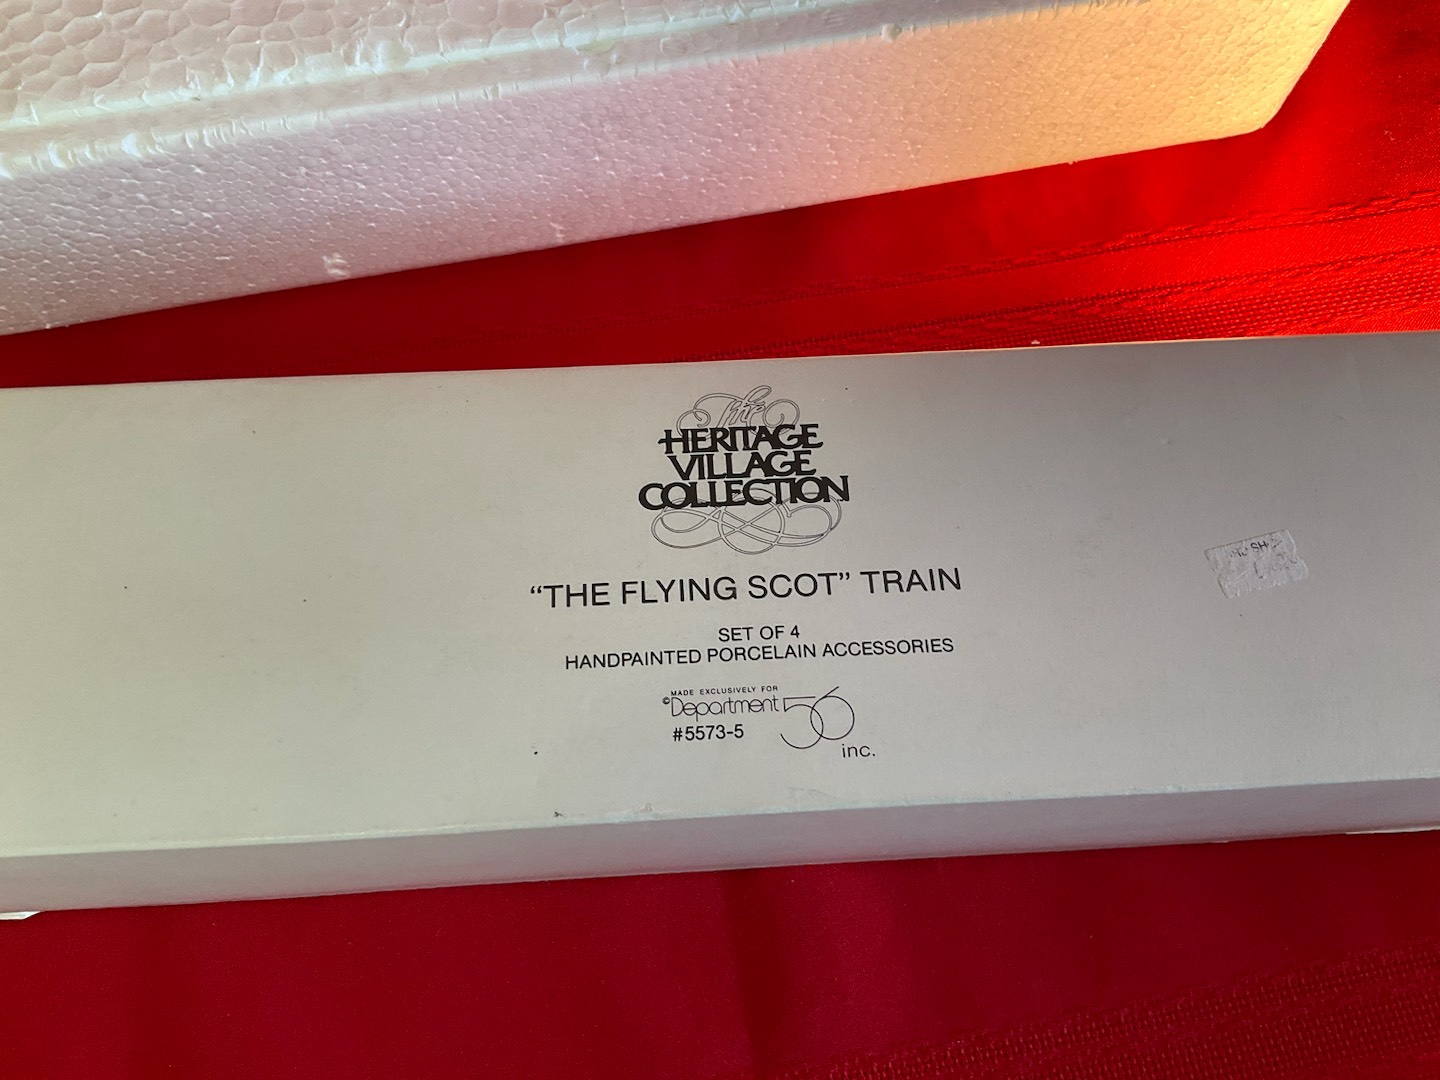 The
HERITAGE
VILLAGE
COLLECTION
“THE FLYING SCOT” TRAIN
SET OF 4
HANDPAINTED PORCELAIN ACCESSORIES
MADE EXCLUSIVELY FOR
©Department 56
#5573-5
inc.